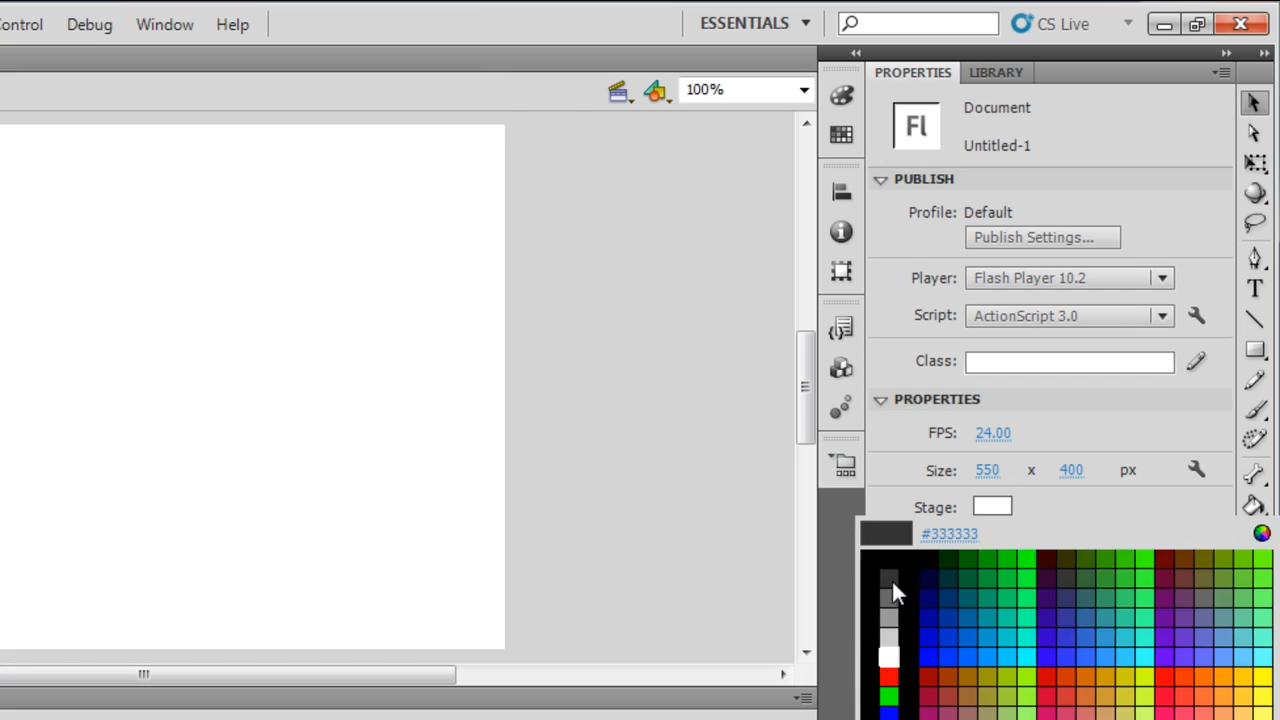 ontrol Debug Window Help ESSENTIALS CS Live
PROPERTIES LIBRARY
100%
Fl
Document
Untitled-1
PUBLISH
Profile: Default
Publish Settings...
Player: Flash Player 10.2
Script: ActionScript 3.0
Class:
PROPERTIES
FPS: 24.00
Size: 550 x 400 px
Stage:
#333333